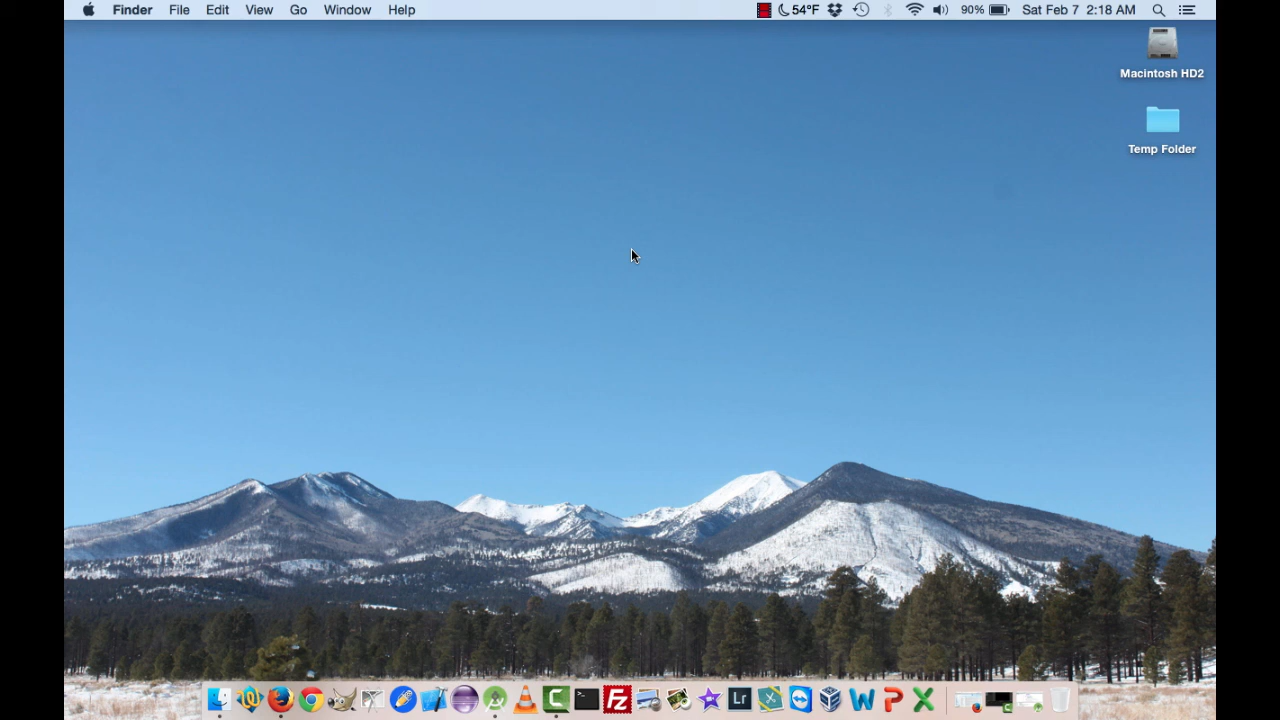 Finder File Edit View Go Window Help 54°F 90% Sat Feb 7 2:18 AM
Macintosh HD2
Temp Folder